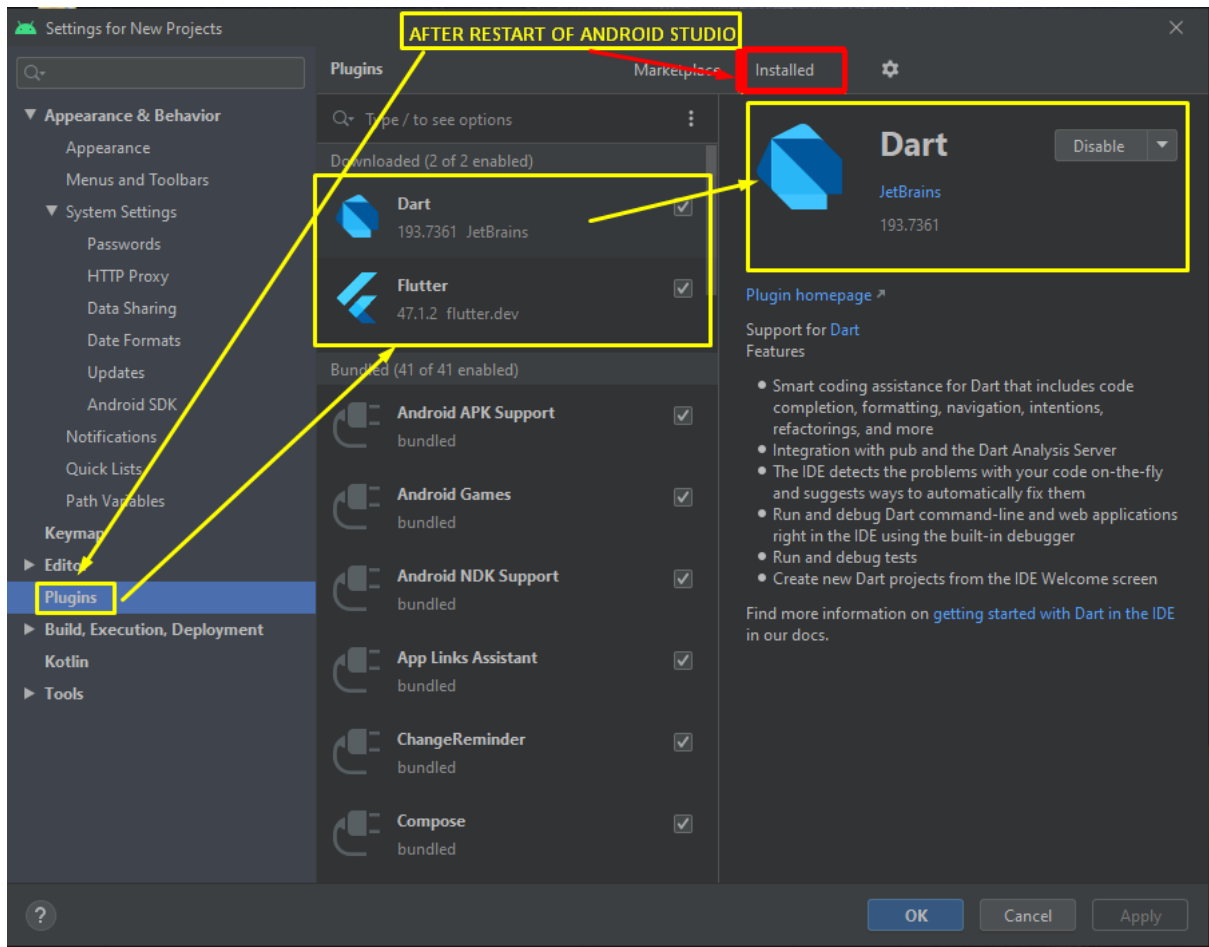 Settings for New Projects
AFTER RESTART OF ANDROID STUDIO
Plugins
Marketplace
Installed
Appearance & Behavior
Appearance
Menus and Toolbars
System Settings
Passwords
HTTP Proxy
Data Sharing
Date Formats
Updates
Android SDK
Notifications
Quick Lists
Path Variables
Keymap
Editor
Plugins
Build, Execution, Deployment
Kotlin
Tools
Type / to see options
Downloaded (2 of 2 enabled)
Dart
193.7361 JetBrains
Flutter
47.1.2 flutter.dev
Bundled (41 of 41 enabled)
Android APK Support
bundled
Android Games
bundled
Android NDK Support
bundled
App Links Assistant
bundled
ChangeReminder
bundled
Compose
bundled
Dart
Disable
JetBrains
193.7361
Plugin homepage
Support for Dart
Features
Smart coding assistance for Dart that includes code
completion, formatting, navigation, intentions,
refactorings, and more
Integration with pub and the Dart Analysis Server
The IDE detects the problems with your code on-the-fly
and suggests ways to automatically fix them
Run and debug Dart command-line and web applications
right in the IDE using the built-in debugger
Run and debug tests
Create new Dart projects from the IDE Welcome screen
Find more information on getting started with Dart in the IDE
in our docs.
?
OK
Cancel
Apply